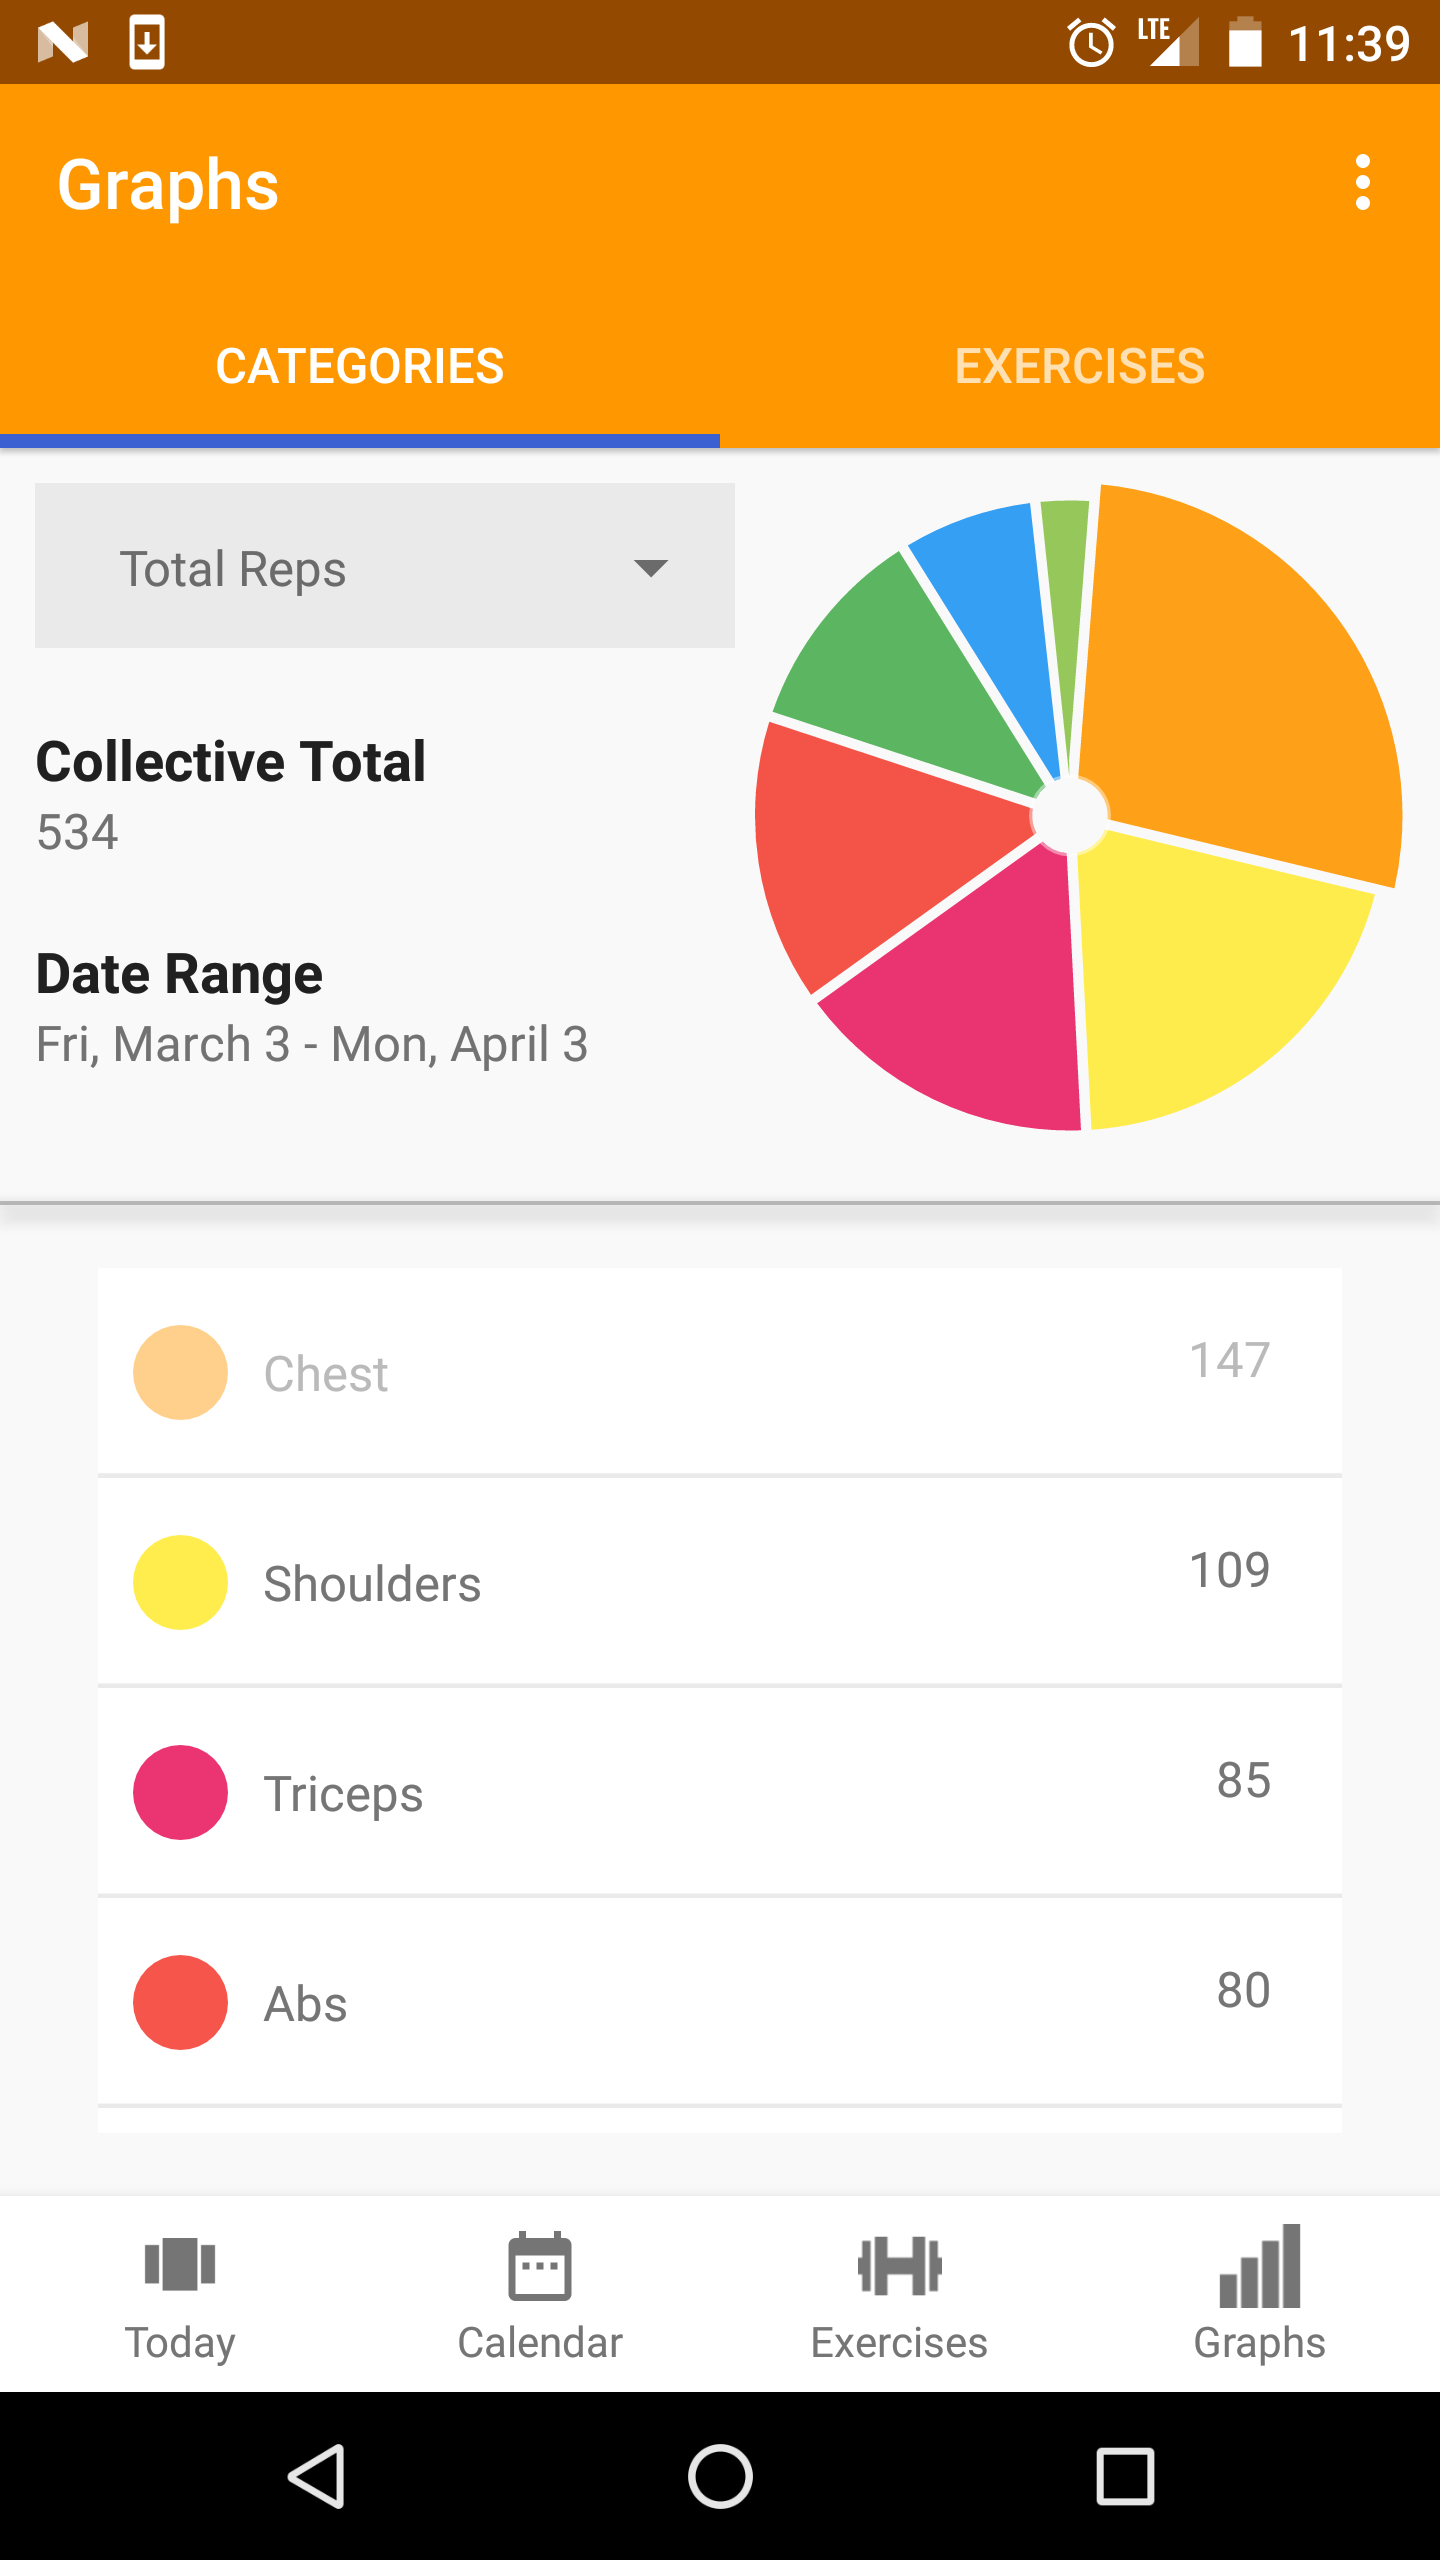 LTE 11:39
Graphs
CATEGORIES EXERCISES
Total Reps
Collective Total
534
Date Range
Fri, March 3 - Mon, April 3
Chest 147
Shoulders 109
Triceps 85
Abs 80
Today Calendar Exercises Graphs